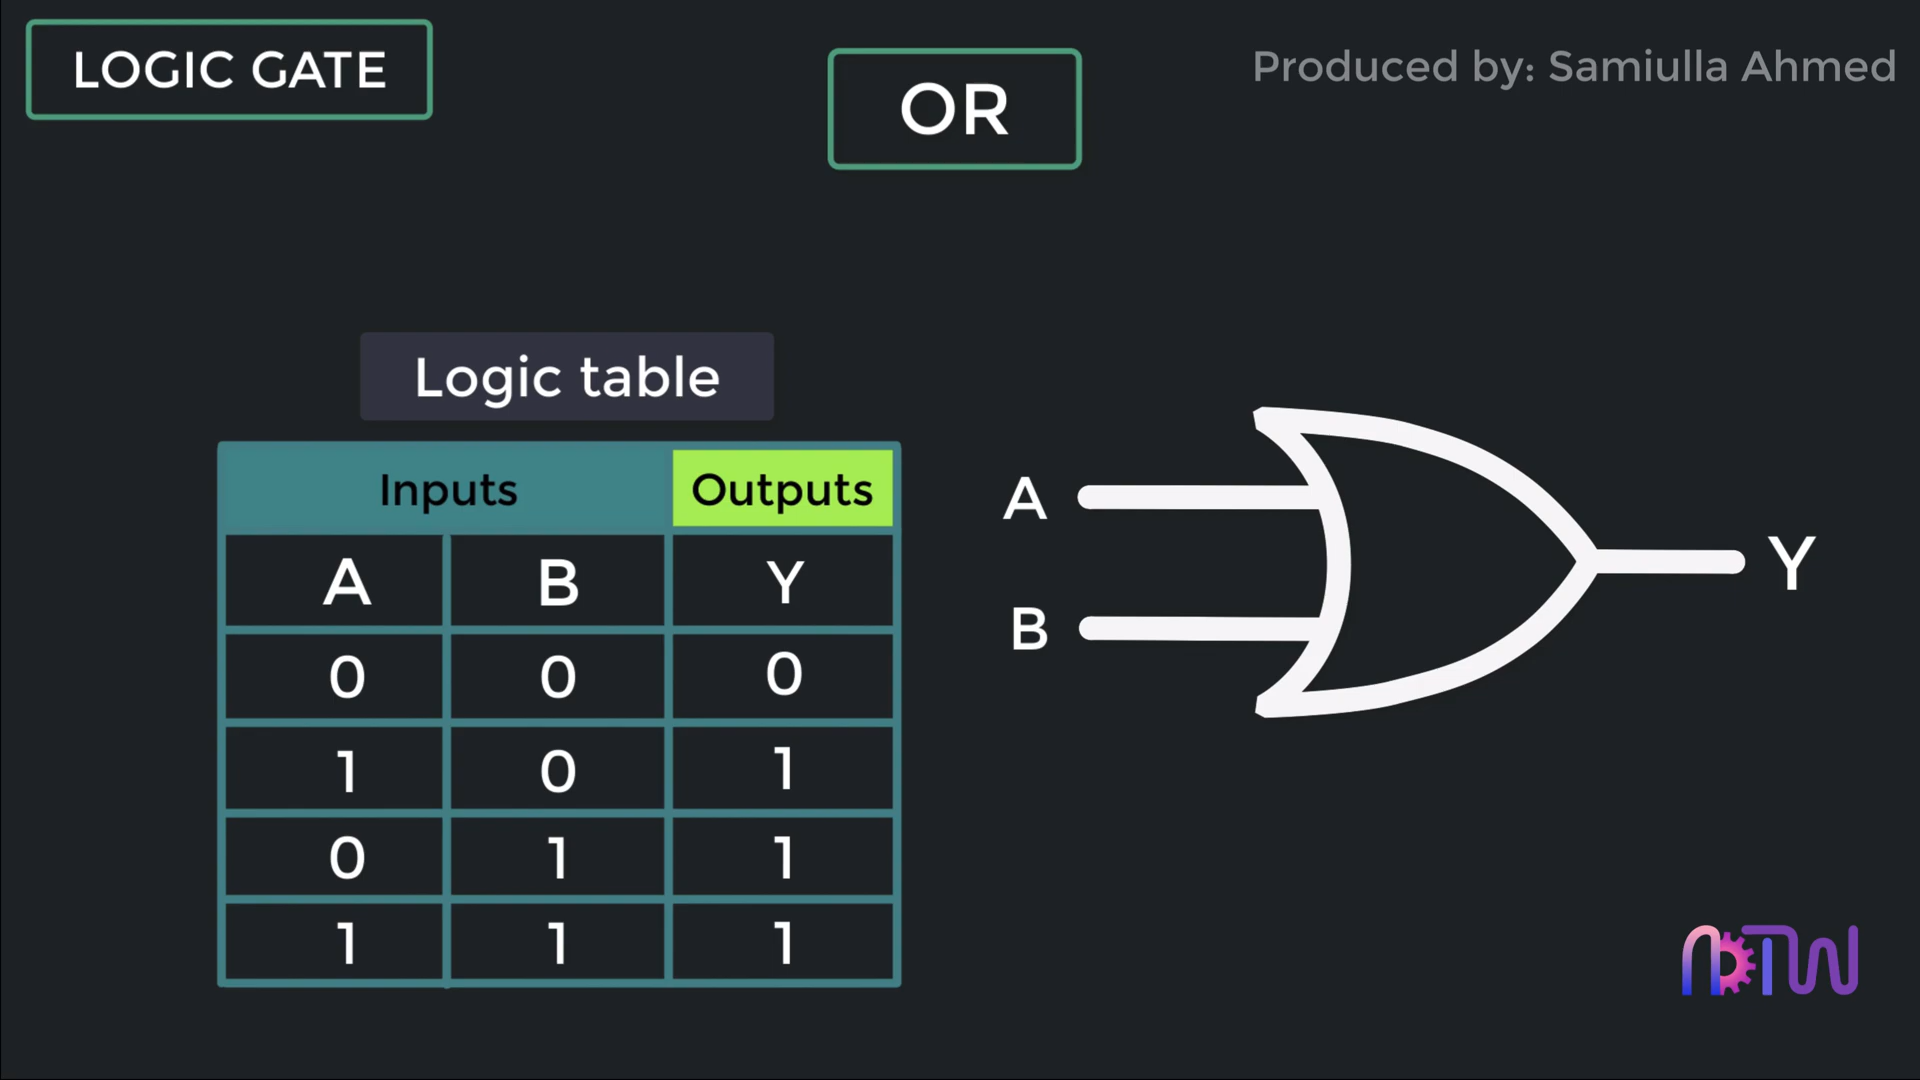 LOGIC GATE
OR
Produced by: Samiulla Ahmed
Logic table
Inputs Outputs
A B Y
0 0 0
1 0 1
0 1 1
1 1 1
A
B
Y